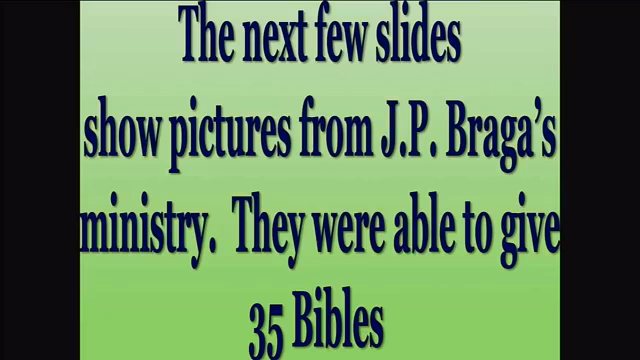 The next few slides
show pictures from J.P. Braga's
ministry.  They were able to give
35 Bibles